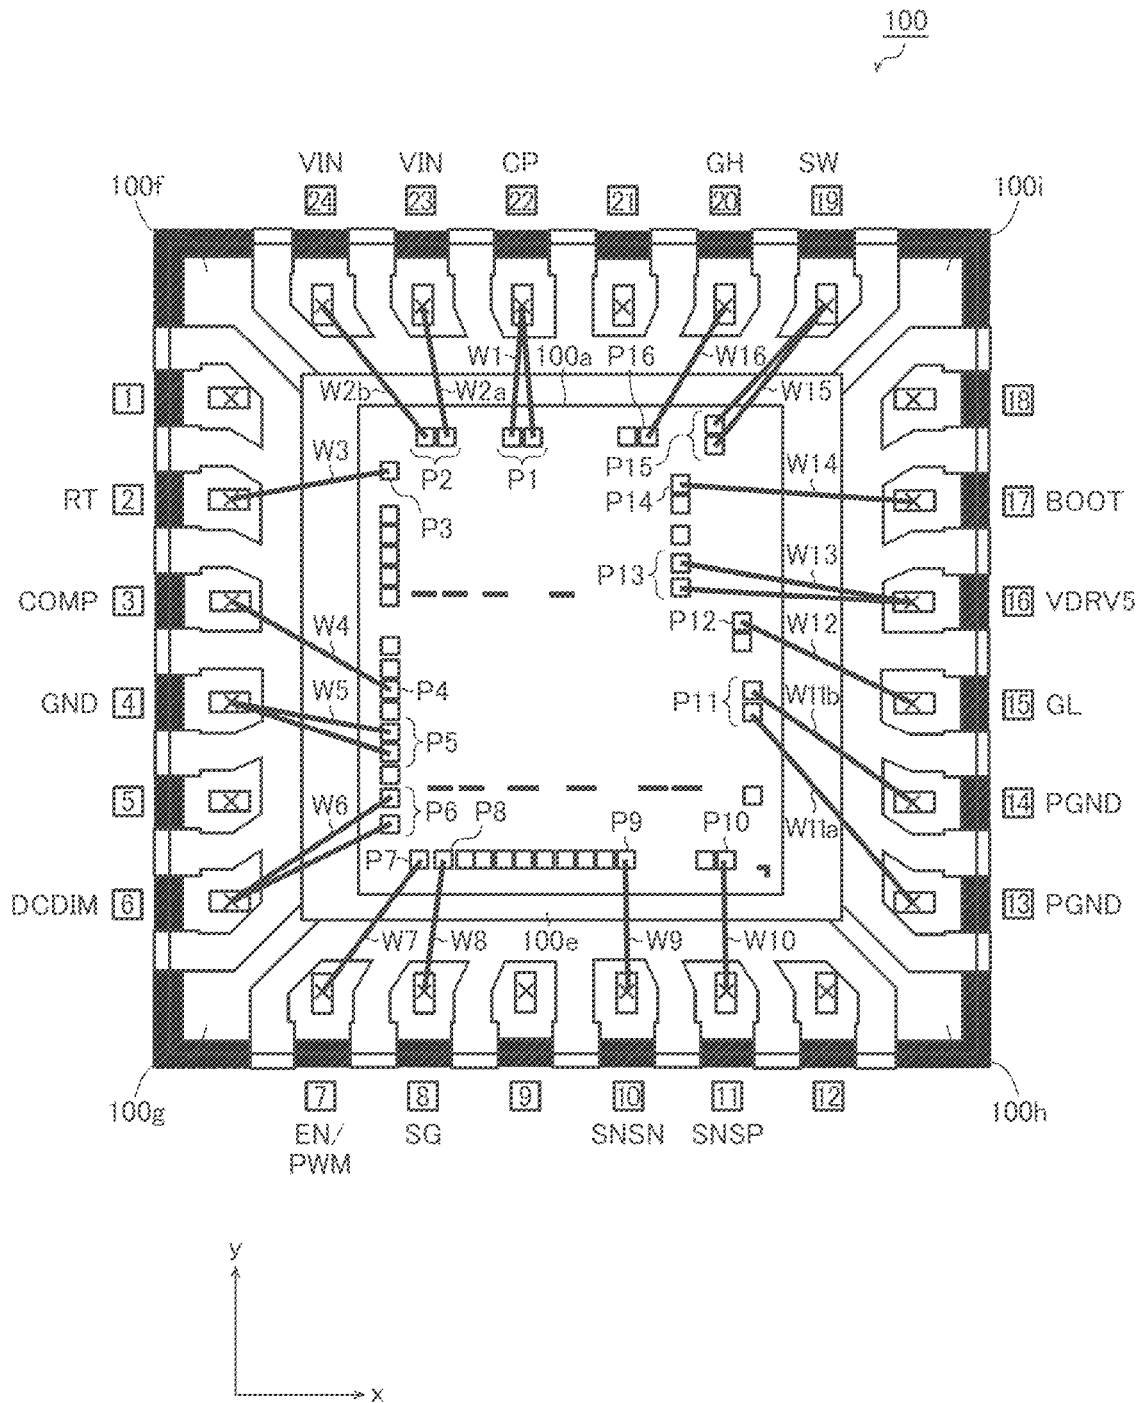 100
VIN VIN CP GH SW
100f 24 23 22 21 20 19 100i
W1 100a P16 W16
W2b W2a W15
1 18
W3 P2 P1 P15 W14
RT 2 P3 P14 17 BOOT
W13
COMP 3 P13 16 VDRV5
W4 P12 W12
GND 4 W5 P4 P11 W11b 15 GL
P5
5 W6 P6 P8 P9 P10 W11a 14 PGND
P7
DCDIM 6 13 PGND
W7 W8 100e W9 W10
100g 7 8 9 10 11 12 100h
EN/ SG SNSN SNSP
PWM
y
x